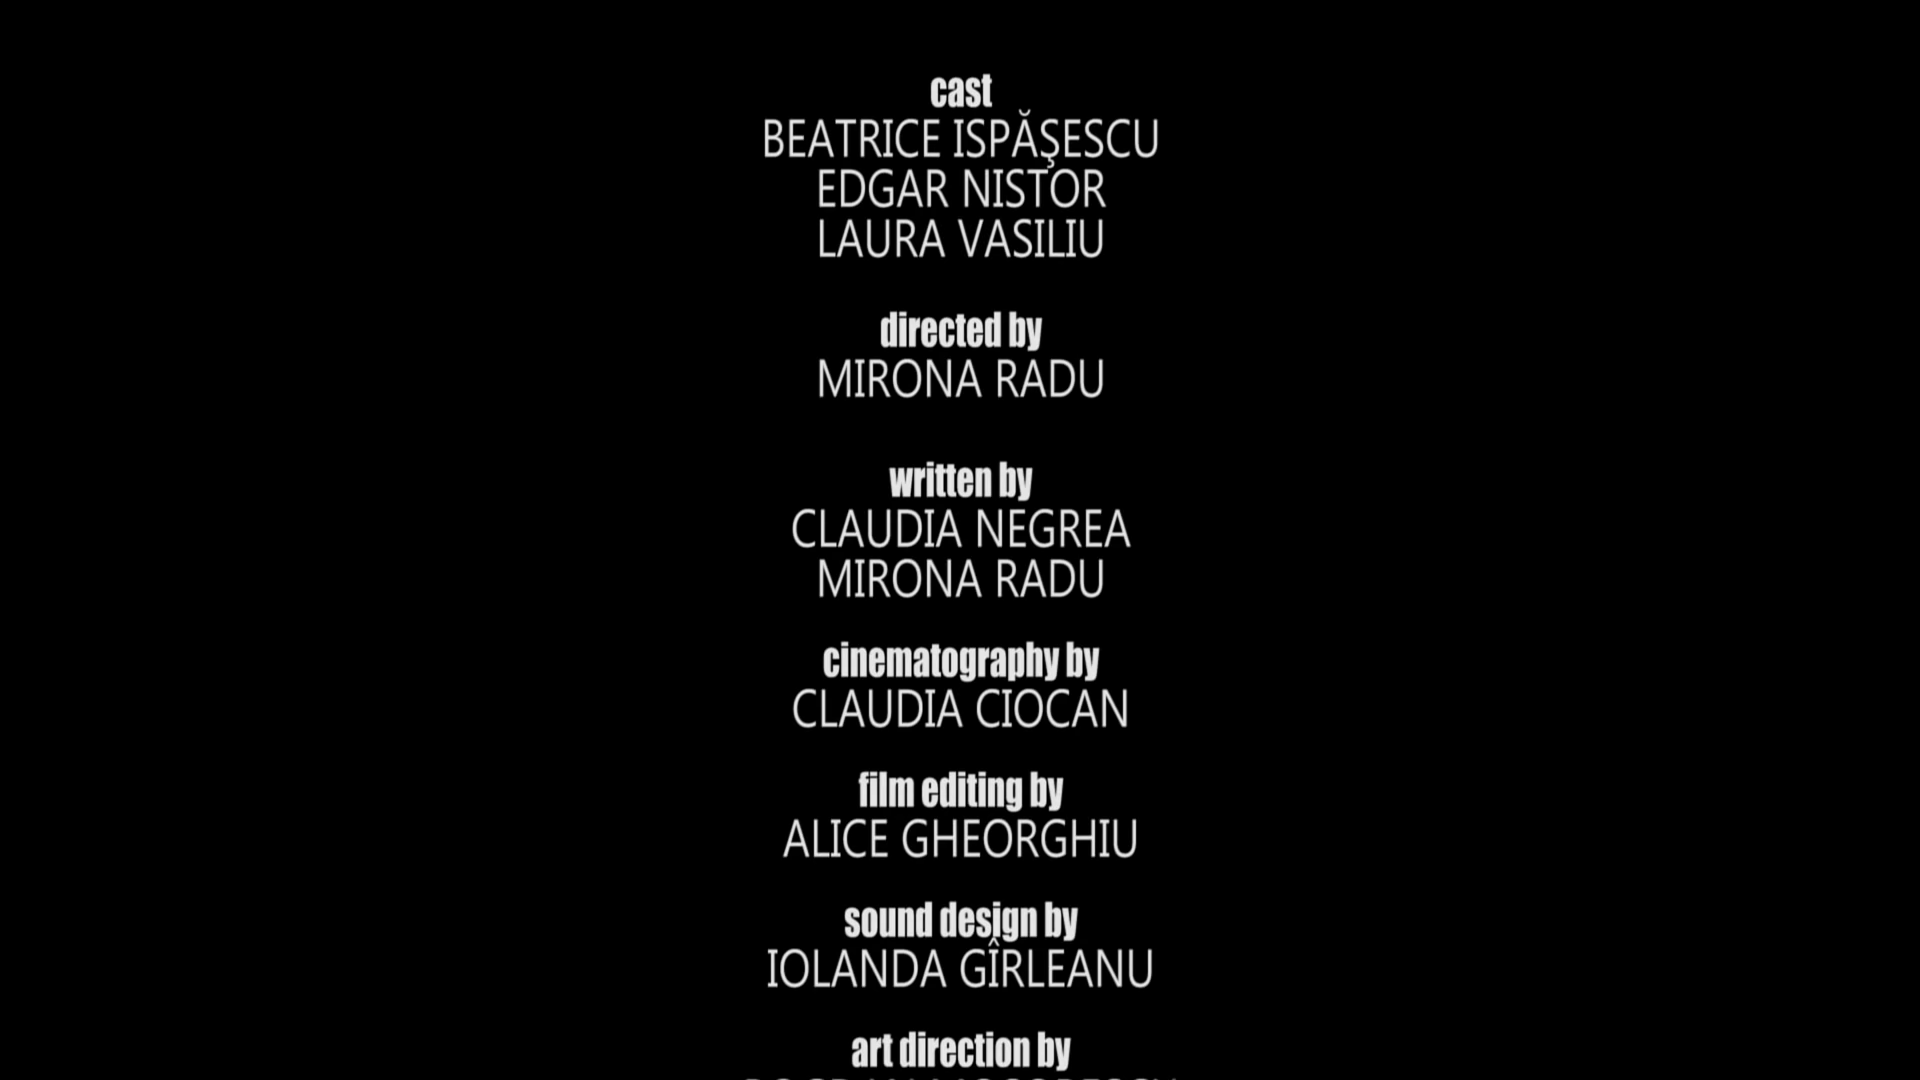 cast
BEATRICE ISPĂŞESCU
EDGAR NISTOR
LAURA VASILIU
directed by
MIRONA RADU
written by
CLAUDIA NEGREA
MIRONA RADU
cinematography by
CLAUDIA CIOCAN
film editing by
ALICE GHEORGHIU
sound design by
IOLANDA GÎRLEANU
art direction by